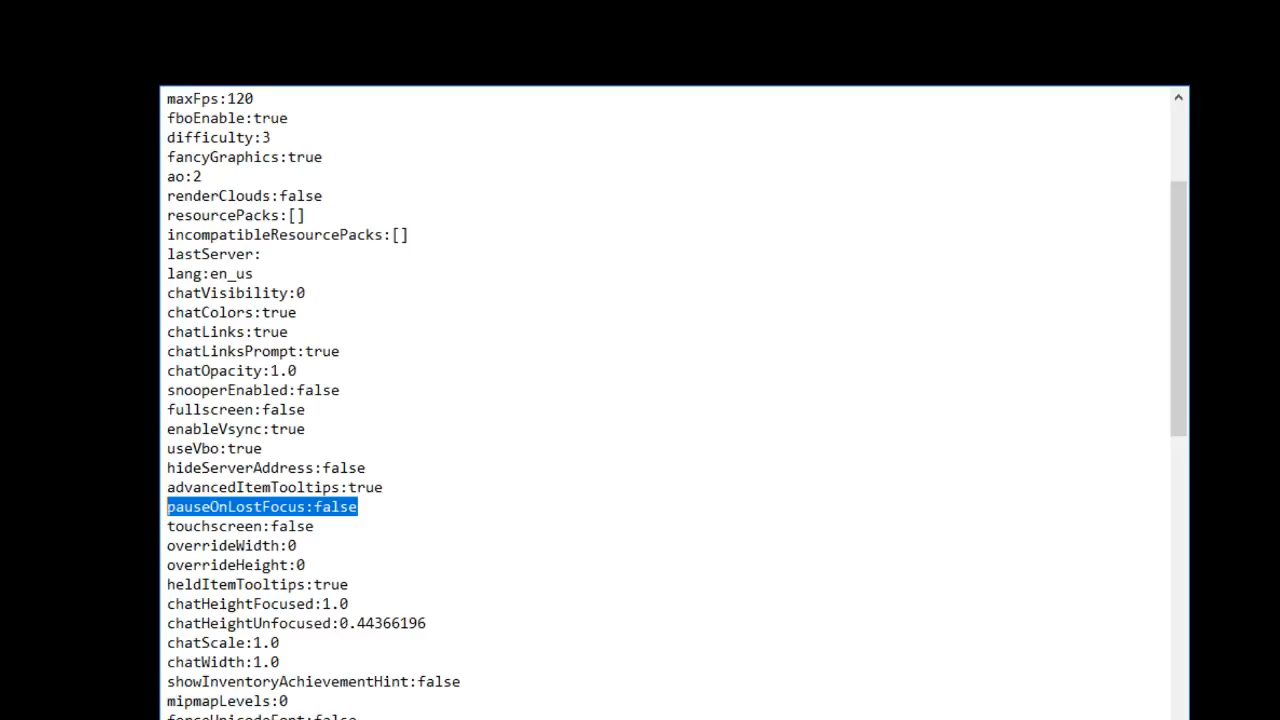 maxFps:120
fboEnable:true
difficulty:3
fancyGraphics:true
ao:2
renderClouds:false
resourcePacks:[]
incompatibleResourcePacks:[]
lastServer:
lang:en_us
chatVisibility:0
chatColors:true
chatLinks:true
chatLinksPrompt:true
chatOpacity:1.0
snooperEnabled:false
fullscreen:false
enableVsync:true
useVbo:true
hideServerAddress:false
advancedItemTooltips:true
pauseOnLostFocus:false
touchscreen:false
overrideWidth:0
overrideHeight:0
heldItemTooltips:true
chatHeightFocused:1.0
chatHeightUnfocused:0.44366196
chatScale:1.0
chatWidth:1.0
showInventoryAchievementHint:false
mipmapLevels:0
forceUnicodeFont:false